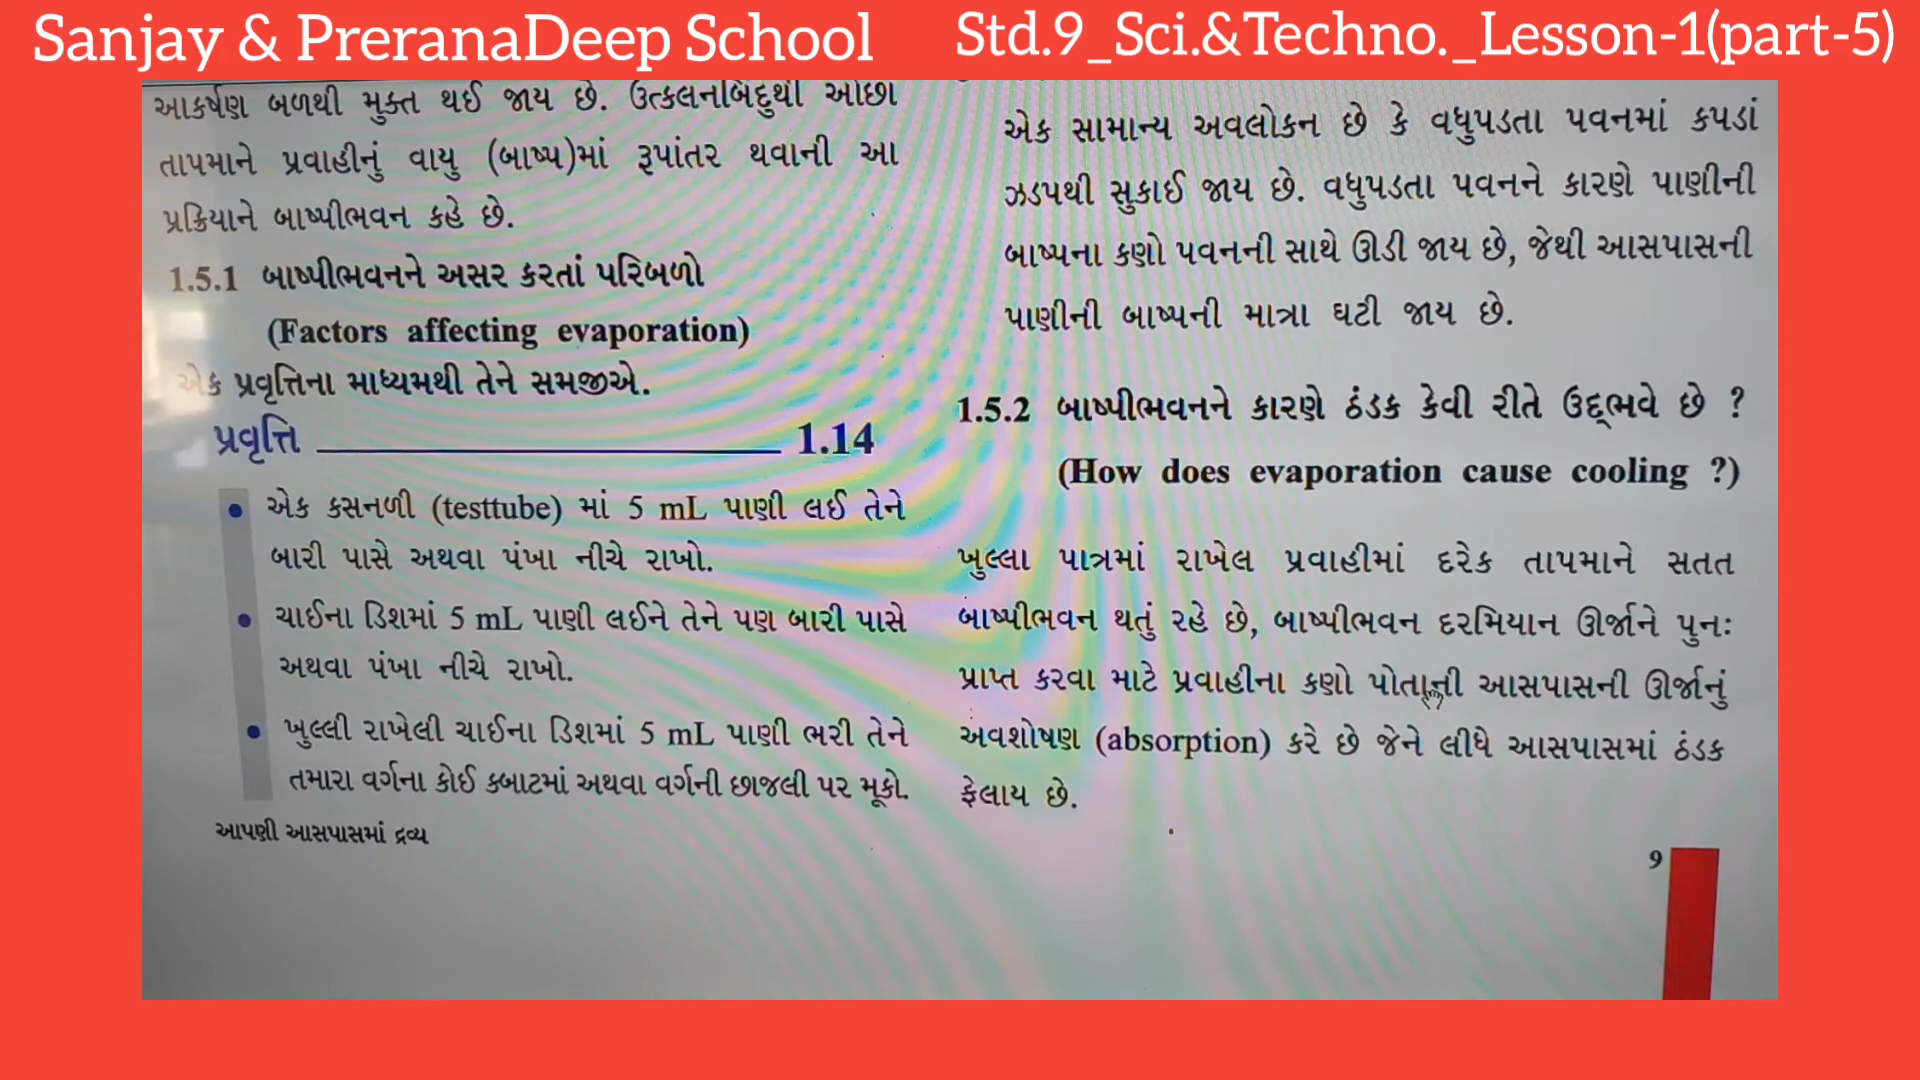 Sanjay & PreranaDeep School
Std.9_Sci.&Techno._Lesson-1(part-5)
આકર્ષણ બળથી મુક્ત થઈ જાય છે. ઉત્કલનબિંદુથી ઓછા
તાપમાને પ્રવાહીનું વાયુ (બાષ્પ)માં રૂપાંતર થવાની આ
પ્રક્રિયાને બાષ્પીભવન કહે છે.
1.5.1 બાષ્પીભવનને અસર કરતાં પરિબળો
(Factors affecting evaporation)
એક પ્રવૃત્તિના માધ્યમથી તેને સમજીએ.
પ્રવૃત્તિ 1.14
• એક કસનળી (testtube) માં 5 mL પાણી લઈ તેને
બારી પાસે અથવા પંખા નીચે રાખો.
• ચાઈના ડિશમાં 5 mL પાણી લઈને તેને પણ બારી પાસે
અથવા પંખા નીચે રાખો.
• ખુલ્લી રાખેલી ચાઈના ડિશમાં 5 mL પાણી ભરી તેને
તમારા વર્ગના કોઈ કબાટમાં અથવા વર્ગની છાજલી પર મૂકો.
આપણી આસપાસમાં દ્રવ્ય
એક સામાન્ય અવલોકન છે કે વધુપડતા પવનમાં કપડાં
ઝડપથી સુકાઈ જાય છે. વધુપડતા પવનને કારણે પાણીની
બાષ્પના કણો પવનની સાથે ઊડી જાય છે, જેથી આસપાસની
પાણીની બાષ્પની માત્રા ઘટી જાય છે.
1.5.2 બાષ્પીભવનને કારણે ઠંડક કેવી રીતે ઉદ્ભવે છે ?
(How does evaporation cause cooling ?)
ખુલ્લા પાત્રમાં રાખેલ પ્રવાહીમાં દરેક તાપમાને સતત
બાષ્પીભવન થતું રહે છે, બાષ્પીભવન દરમિયાન ઊર્જાને પુનઃ
પ્રાપ્ત કરવા માટે પ્રવાહીના કણો પોતાની આસપાસની ઊર્જાનું
અવશોષણ (absorption) કરે છે જેને લીધે આસપાસમાં ઠંડક
ફેલાય છે.
9